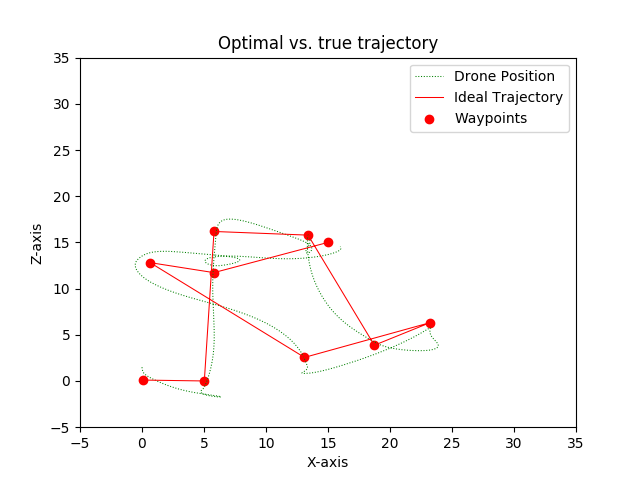 Optimal vs. true trajectory
Drone Position
Ideal Trajectory
Waypoints
35
30
25
20
15
10
5
0
−5
Z-axis
−5 0 5 10 15 20 25 30 35
X-axis